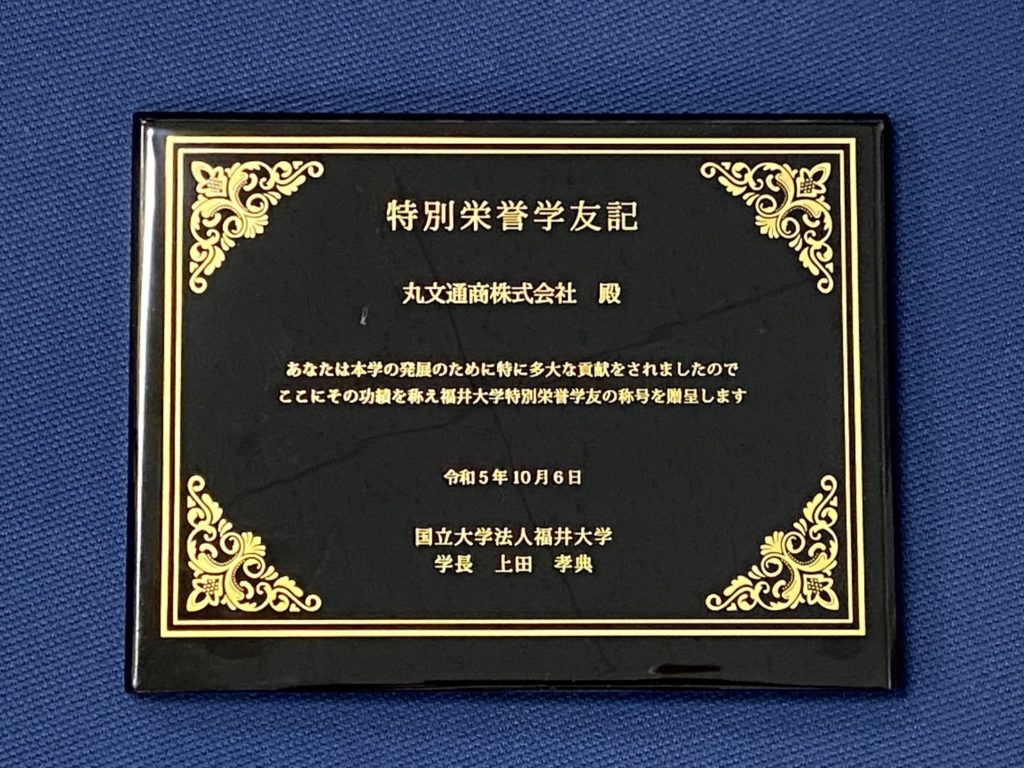 特別栄誉学友記
丸文通商株式会社　殿
あなたは本学の発展のために特に多大な貢献をされましたので
ここにその功績を称え福井大学特別栄誉学友の称号を贈呈します
令和5年10月6日
国立大学法人福井大学
学長　上田　孝典